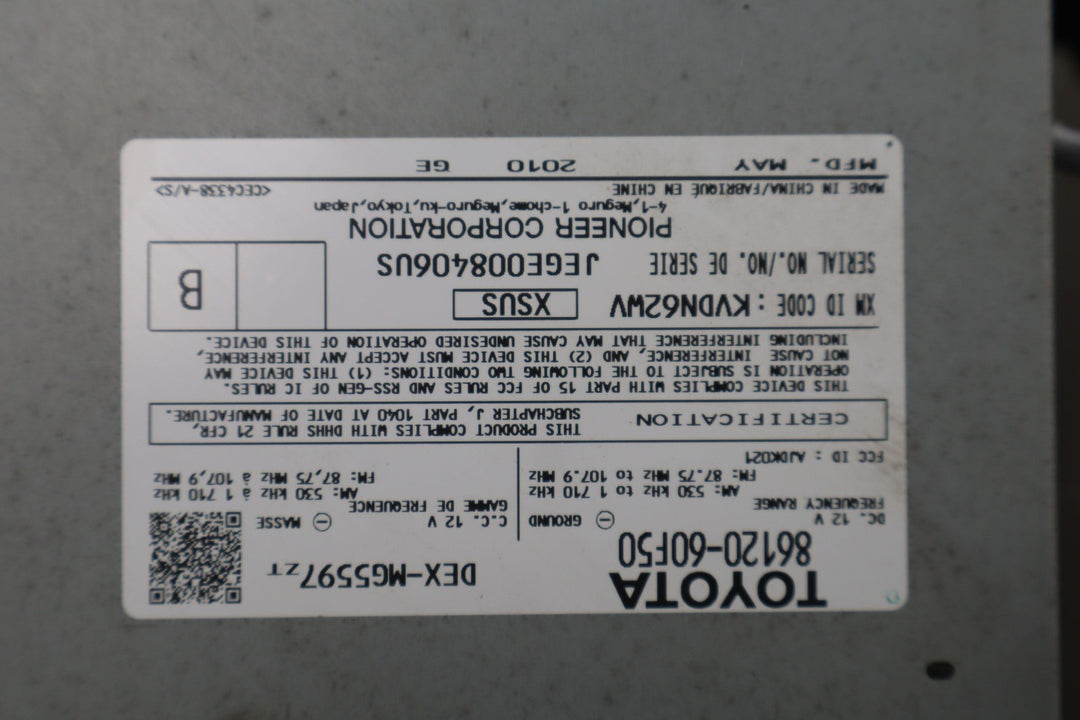 TOYOTA
86120-60F50
DEX-MG5597ZT
DC. 12 V ⊖ GROUND
C.C. 12 V ⊖ MASSE
FREQUENCY RANGE
AM: 530 kHz to 1 710 kHz
FM: 87.75 MHz to 107.9 MHz
GAMME DE FREQUENCE
AM: 530 kHz à 1 710 kHz
FM: 87,75 MHz à 107,9 MHz
FCC ID : AJDK021
CERTIFICATION
THIS PRODUCT COMPLIES WITH DHHS RULE 21 CFR,
SUBCHAPTER J, PART 1040 AT DATE OF MANUFACTURE.
THIS DEVICE COMPLIES WITH PART 15 OF FCC RULES AND RSS-GEN OF IC RULES.
OPERATION IS SUBJECT TO THE FOLLOWING TWO CONDITIONS: (1) THIS DEVICE MAY
NOT CAUSE INTERFERENCE, AND (2) THIS DEVICE MUST ACCEPT ANY INTERFERENCE,
INCLUDING INTERFERENCE THAT MAY CAUSE UNDESIRED OPERATION OF THIS DEVICE.
XM ID CODE : KVDN62WV XSUS
SERIAL NO./NO. DE SERIE JEGE008406US
B
PIONEER CORPORATION
4-1,Meguro 1-chome,Meguro-ku,Tokyo,Japan
MADE IN CHINA/FABRIQUÉ EN CHINE <CEC4338-A/S>
MFD. MAY 2010 GE